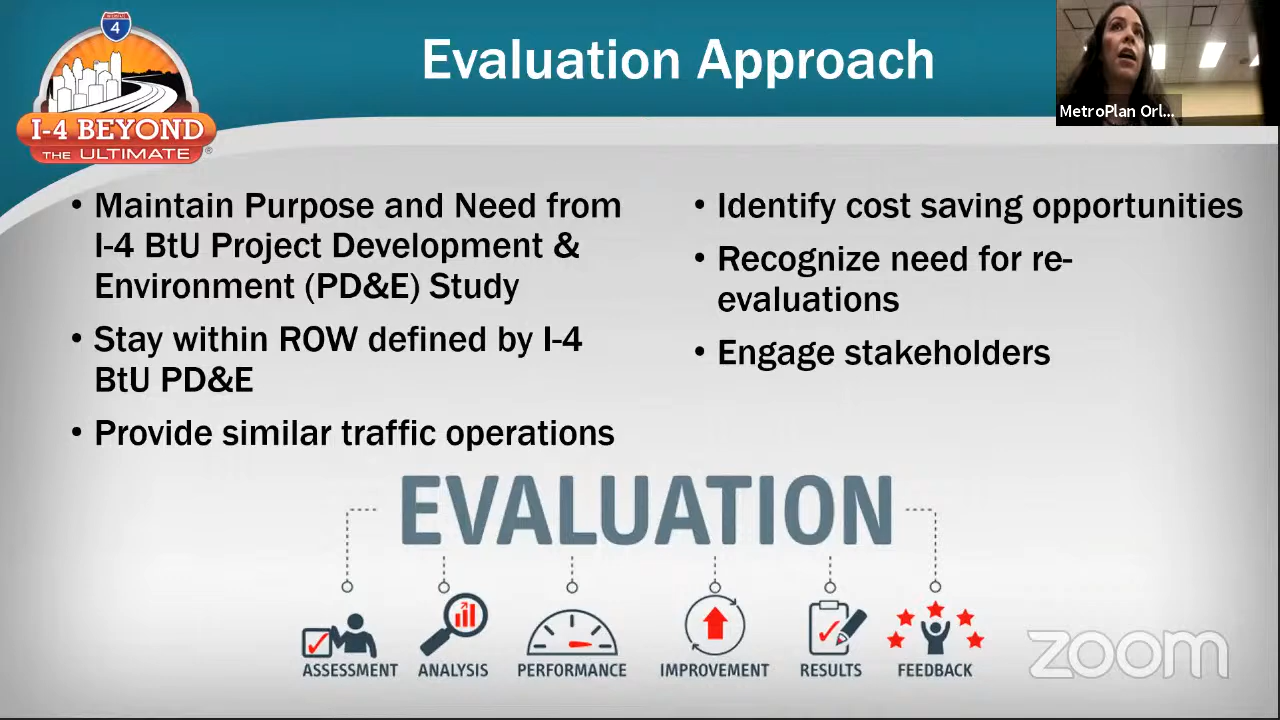 4
I-4 BEYOND
THE ULTIMATE®
Evaluation Approach
MetroPlan Orl...
• Maintain Purpose and Need from
I-4 BtU Project Development &
Environment (PD&E) Study
• Stay within ROW defined by I-4
BtU PD&E
• Provide similar traffic operations
• Identify cost saving opportunities
• Recognize need for re-
evaluations
• Engage stakeholders
EVALUATION
ASSESSMENT
ANALYSIS
PERFORMANCE
IMPROVEMENT
RESULTS
FEEDBACK
zoom